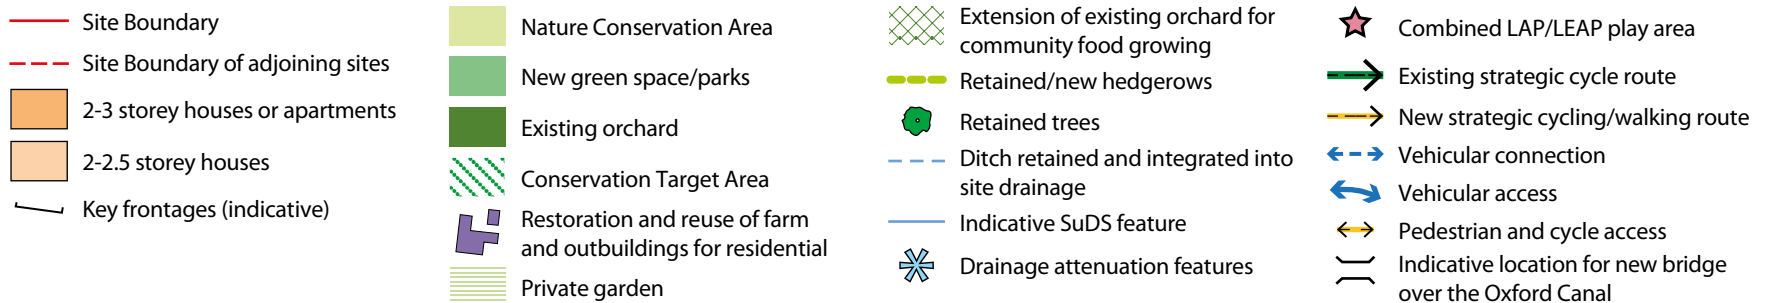 Site Boundary
Site Boundary of adjoining sites
2-3 storey houses or apartments
2-2.5 storey houses
Key frontages (indicative)
Nature Conservation Area
New green space/parks
Existing orchard
Conservation Target Area
Restoration and reuse of farm
and outbuildings for residential
Private garden
Extension of existing orchard for
community food growing
Retained/new hedgerows
Retained trees
Ditch retained and integrated into
site drainage
Indicative SuDS feature
Drainage attenuation features
Combined LAP/LEAP play area
Existing strategic cycle route
New strategic cycling/walking route
Vehicular connection
Vehicular access
Pedestrian and cycle access
Indicative location for new bridge
over the Oxford Canal